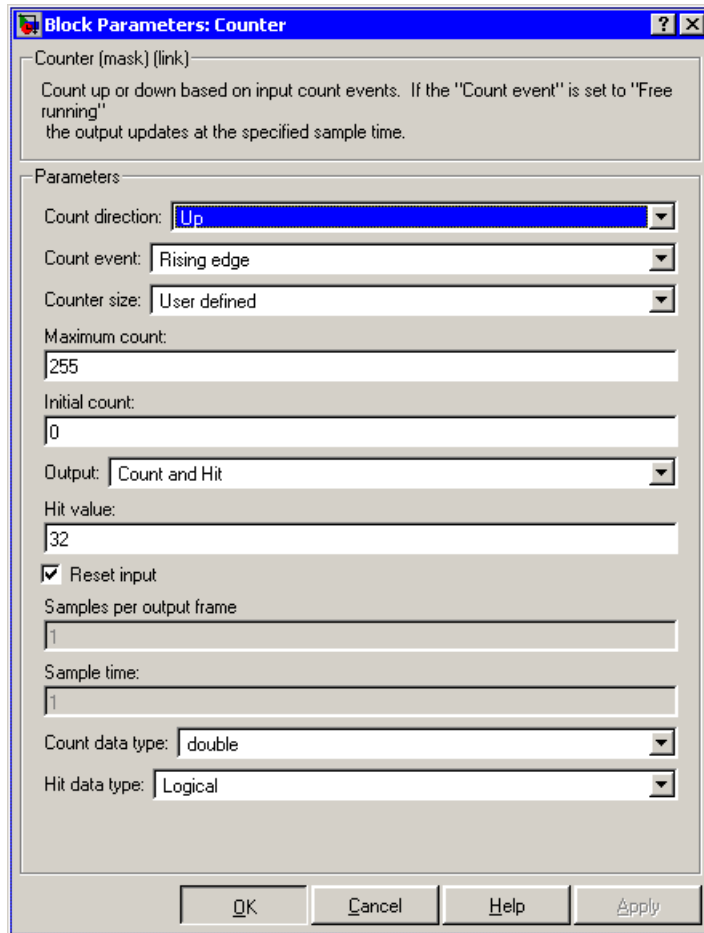 Block Parameters: Counter
Counter (mask) (link)
Count up or down based on input count events.  If the "Count event" is set to "Free
running"
the output updates at the specified sample time.
Parameters
Count direction: Up
Count event: Rising edge
Counter size: User defined
Maximum count:
255
Initial count:
0
Output: Count and Hit
Hit value:
32
Reset input
Samples per output frame
1
Sample time:
1
Count data type: double
Hit data type: Logical
OK Cancel Help Apply